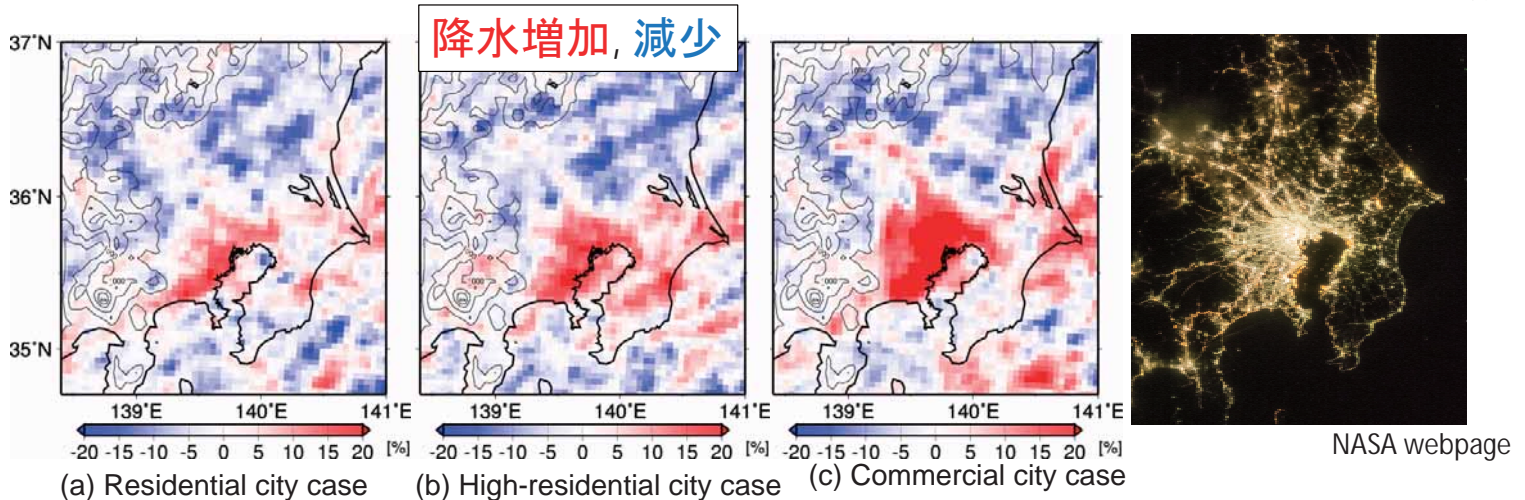 降水増加, 減少
37°N
36°N
35°N
139°E 140°E 141°E
139°E 140°E 141°E
139°E 140°E 141°E
-20 -15 -10 -5 0 5 10 15 20 [%]
-20 -15 -10 -5 0 5 10 15 20 [%]
-20 -15 -10 -5 0 5 10 15 20 [%]
(a) Residential city case
(b) High-residential city case
(c) Commercial city case
NASA webpage